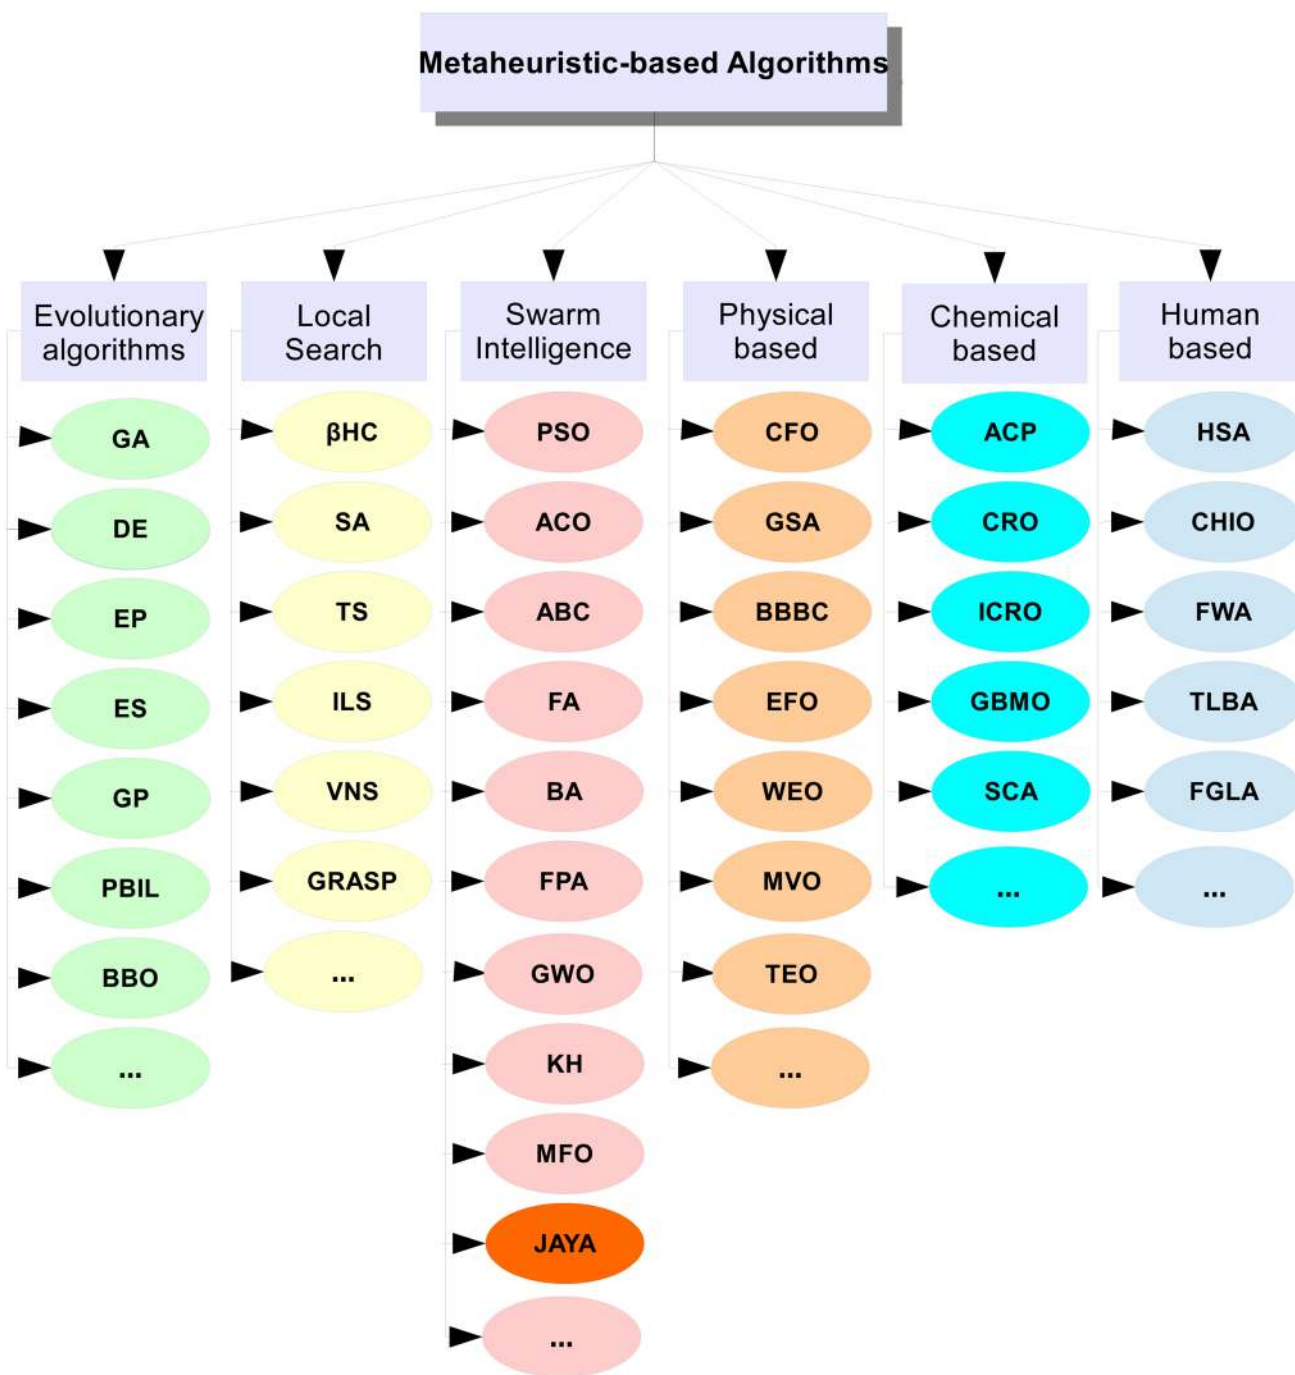 Metaheuristic-based Algorithms
Evolutionary
algorithms
GA
DE
EP
ES
GP
PBIL
BBO
...
Local
Search
βHC
SA
TS
ILS
VNS
GRASP
...
Swarm
Intelligence
PSO
ACO
ABC
FA
BA
FPA
GWO
KH
MFO
JAYA
...
Physical
based
CFO
GSA
BBBC
EFO
WEO
MVO
TEO
...
Chemical
based
ACP
CRO
ICRO
GBMO
SCA
...
Human
based
HSA
CHIO
FWA
TLBA
FGLA
...